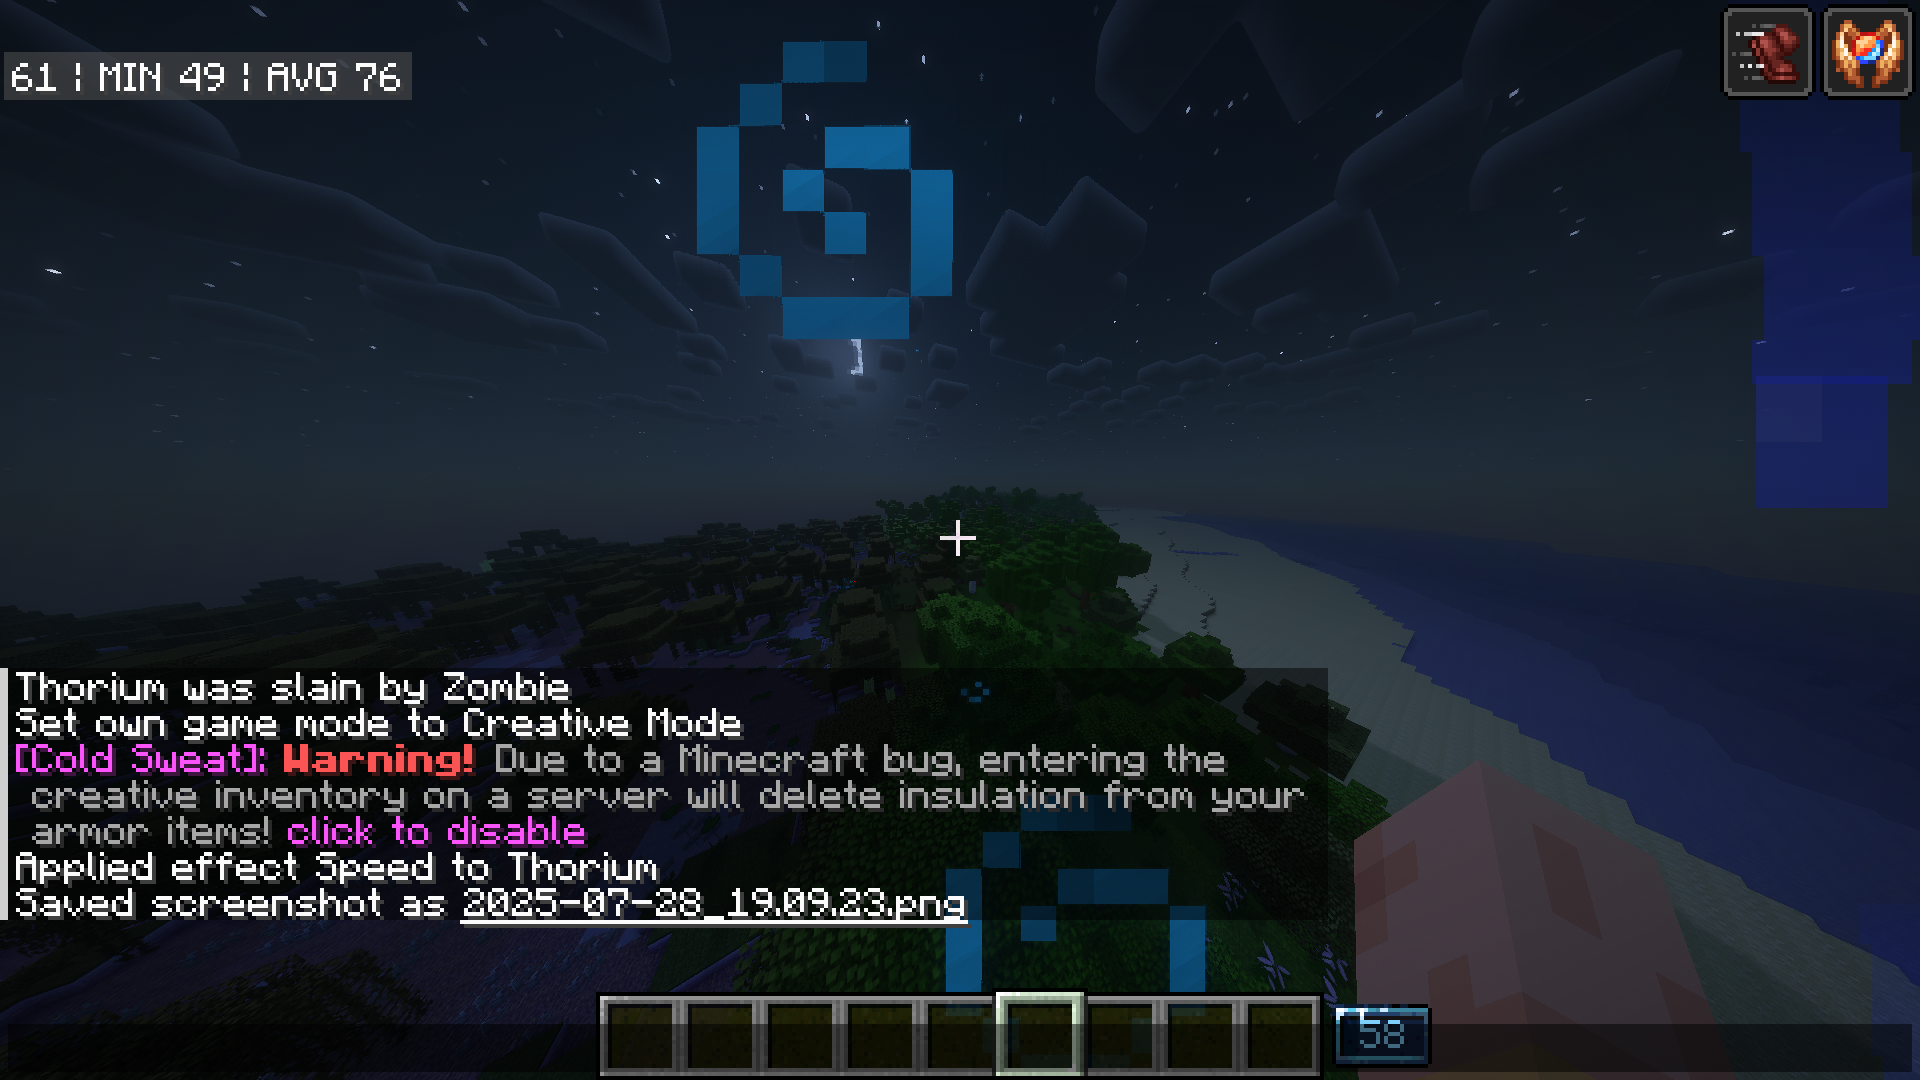 61 | MIN 49 | AVG 76
Thorium was slain by Zombie
Set own game mode to Creative Mode
[Cold Sweat]: Warning! Due to a Minecraft bug, entering the
creative inventory on a server will delete insulation from your
armor items! click to disable
Applied effect Speed to Thorium
Saved screenshot as 2025-07-28_19.09.23.png
58